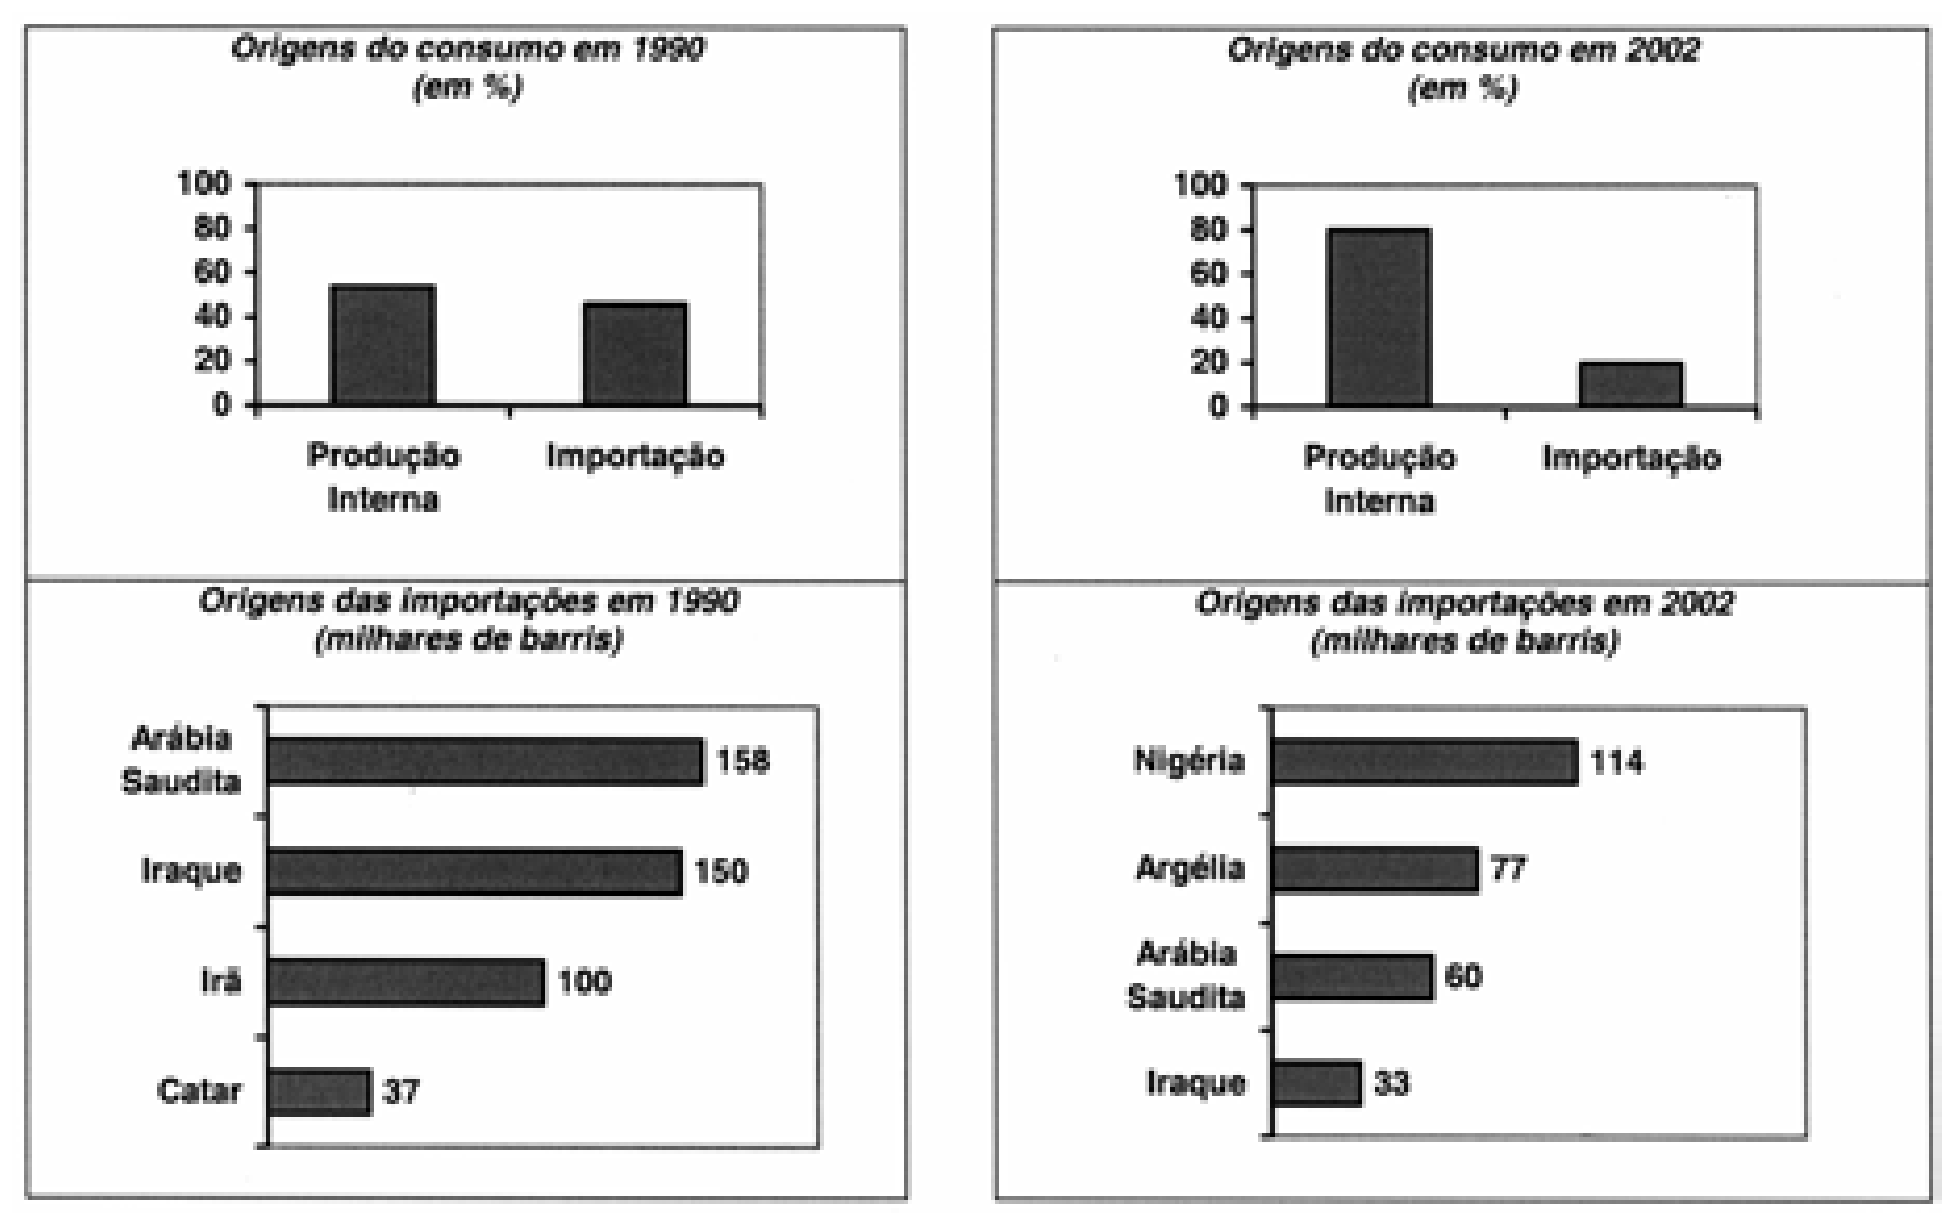 Origens do consumo em 1990
(em %)
100
80
60
40
20
0
Produção
Interna
Importação
Origens do consumo em 2002
(em %)
100
80
60
40
20
0
Produção
Interna
Importação
Origens das importações em 1990
(milhares de barris)
Arábia
Saudita
158
Iraque
150
Irã
100
Catar
37
Origens das importações em 2002
(milhares de barris)
Nigéria
114
Argélia
77
Arábia
Saudita
60
Iraque
33